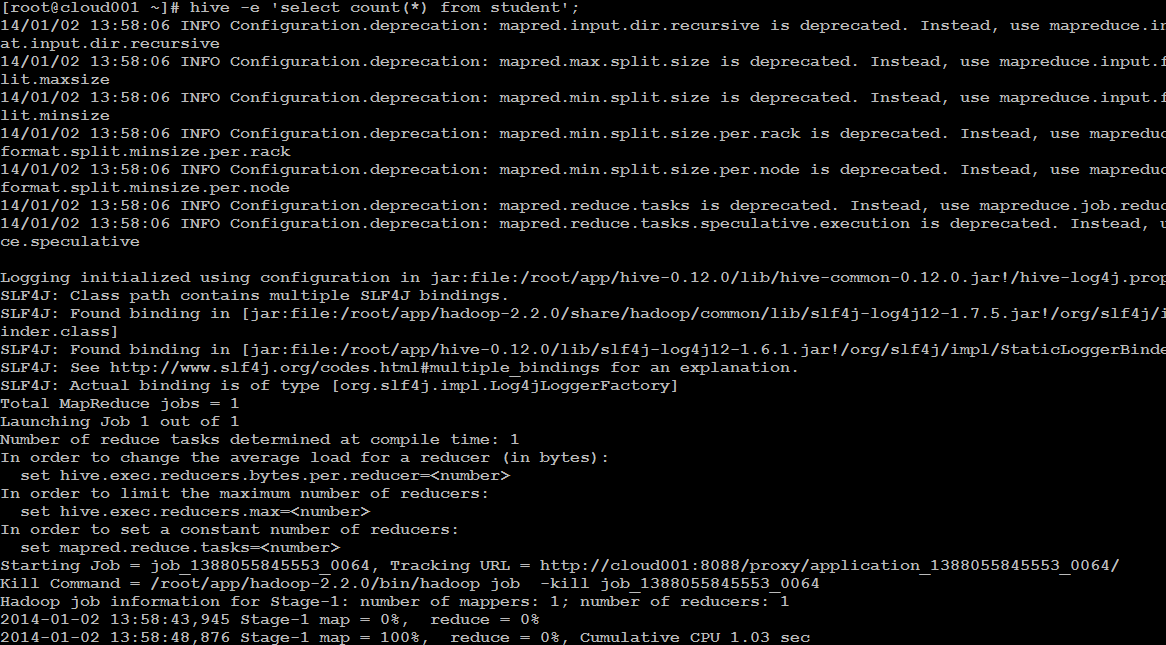 [root@cloud001 ~]# hive -e 'select count(*) from student';
14/01/02 13:58:06 INFO Configuration.deprecation: mapred.input.dir.recursive is deprecated. Instead, use mapreduce.in
at.input.dir.recursive
14/01/02 13:58:06 INFO Configuration.deprecation: mapred.max.split.size is deprecated. Instead, use mapreduce.input.f
lit.maxsize
14/01/02 13:58:06 INFO Configuration.deprecation: mapred.min.split.size is deprecated. Instead, use mapreduce.input.f
lit.minsize
14/01/02 13:58:06 INFO Configuration.deprecation: mapred.min.split.size.per.rack is deprecated. Instead, use mapreduc
format.split.minsize.per.rack
14/01/02 13:58:06 INFO Configuration.deprecation: mapred.min.split.size.per.node is deprecated. Instead, use mapreduc
format.split.minsize.per.node
14/01/02 13:58:06 INFO Configuration.deprecation: mapred.reduce.tasks is deprecated. Instead, use mapreduce.job.reduc
14/01/02 13:58:06 INFO Configuration.deprecation: mapred.reduce.tasks.speculative.execution is deprecated. Instead, u
ce.speculative
Logging initialized using configuration in jar:file:/root/app/hive-0.12.0/lib/hive-common-0.12.0.jar!/hive-log4j.prop
SLF4J: Class path contains multiple SLF4J bindings.
SLF4J: Found binding in [jar:file:/root/app/hadoop-2.2.0/share/hadoop/common/lib/slf4j-log4j12-1.7.5.jar!/org/slf4j/i
inder.class]
SLF4J: Found binding in [jar:file:/root/app/hive-0.12.0/lib/slf4j-log4j12-1.6.1.jar!/org/slf4j/impl/StaticLoggerBinde
SLF4J: See http://www.slf4j.org/codes.html#multiple_bindings for an explanation.
SLF4J: Actual binding is of type [org.slf4j.impl.Log4jLoggerFactory]
Total MapReduce jobs = 1
Launching Job 1 out of 1
Number of reduce tasks determined at compile time: 1
In order to change the average load for a reducer (in bytes):
  set hive.exec.reducers.bytes.per.reducer=<number>
In order to limit the maximum number of reducers:
  set hive.exec.reducers.max=<number>
In order to set a constant number of reducers:
  set mapred.reduce.tasks=<number>
Starting Job = job_1388055845553_0064, Tracking URL = http://cloud001:8088/proxy/application_1388055845553_0064/
Kill Command = /root/app/hadoop-2.2.0/bin/hadoop job  -kill job_1388055845553_0064
Hadoop job information for Stage-1: number of mappers: 1; number of reducers: 1
2014-01-02 13:58:43,945 Stage-1 map = 0%,  reduce = 0%
2014-01-02 13:58:48,876 Stage-1 map = 100%,  reduce = 0%, Cumulative CPU 1.03 sec